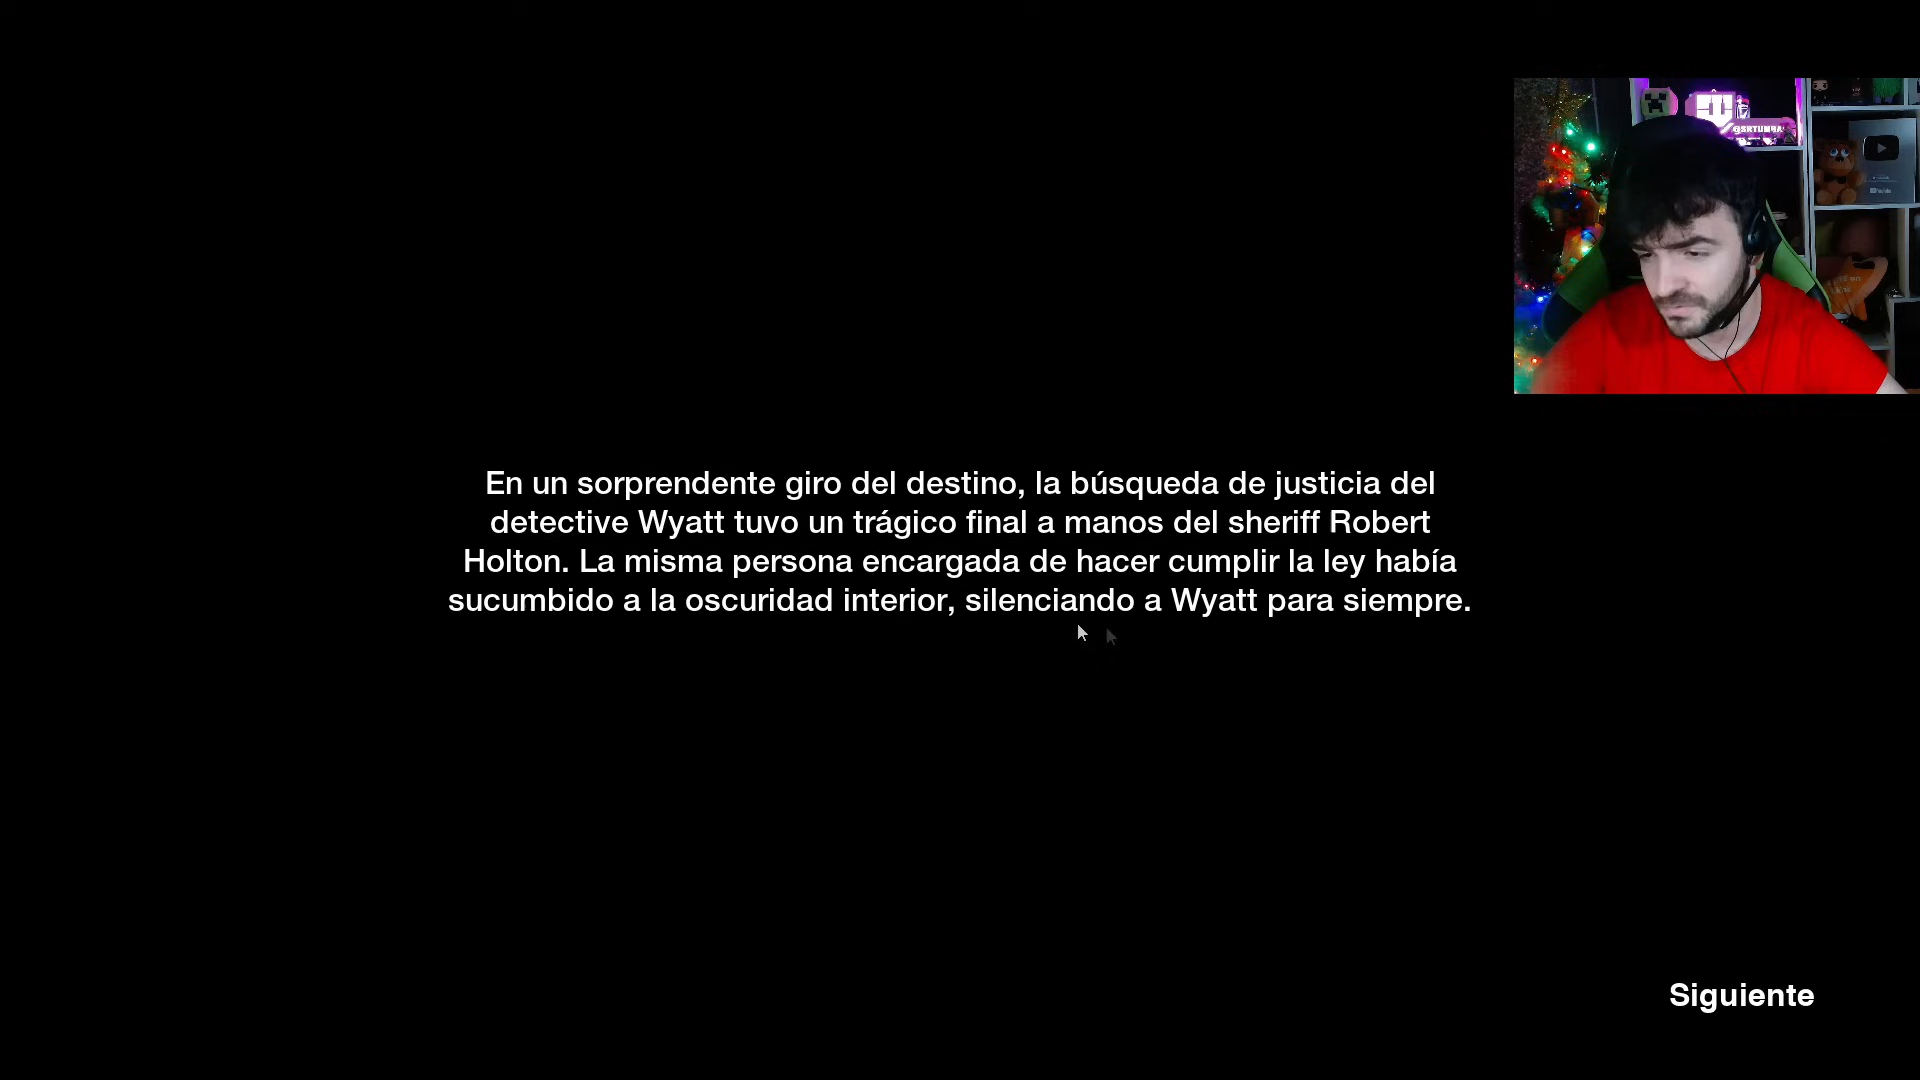 @SRTUMBA
En un sorprendente giro del destino, la búsqueda de justicia del
detective Wyatt tuvo un trágico final a manos del sheriff Robert
Holton. La misma persona encargada de hacer cumplir la ley había
sucumbido a la oscuridad interior, silenciando a Wyatt para siempre.
Siguiente